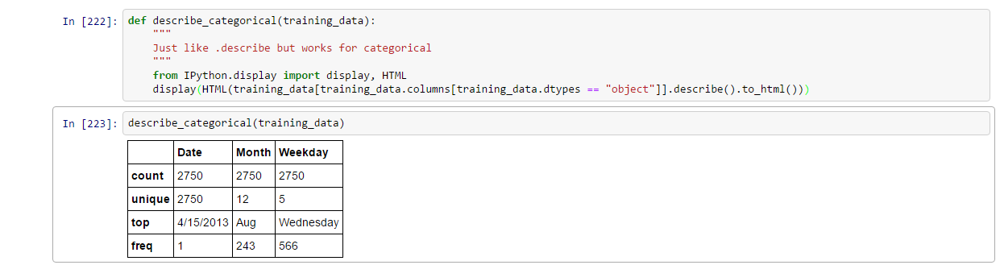 In [222]: def describe_categorical(training_data):
"""
Just like .describe but works for categorical
"""
from IPython.display import display, HTML
display(HTML(training_data[training_data.columns[training_data.dtypes == "object"]].describe().to_html()))
In [223]: describe_categorical(training_data)
Date Month Weekday
count 2750 2750 2750
unique 2750 12 5
top 4/15/2013 Aug Wednesday
freq 1 243 566